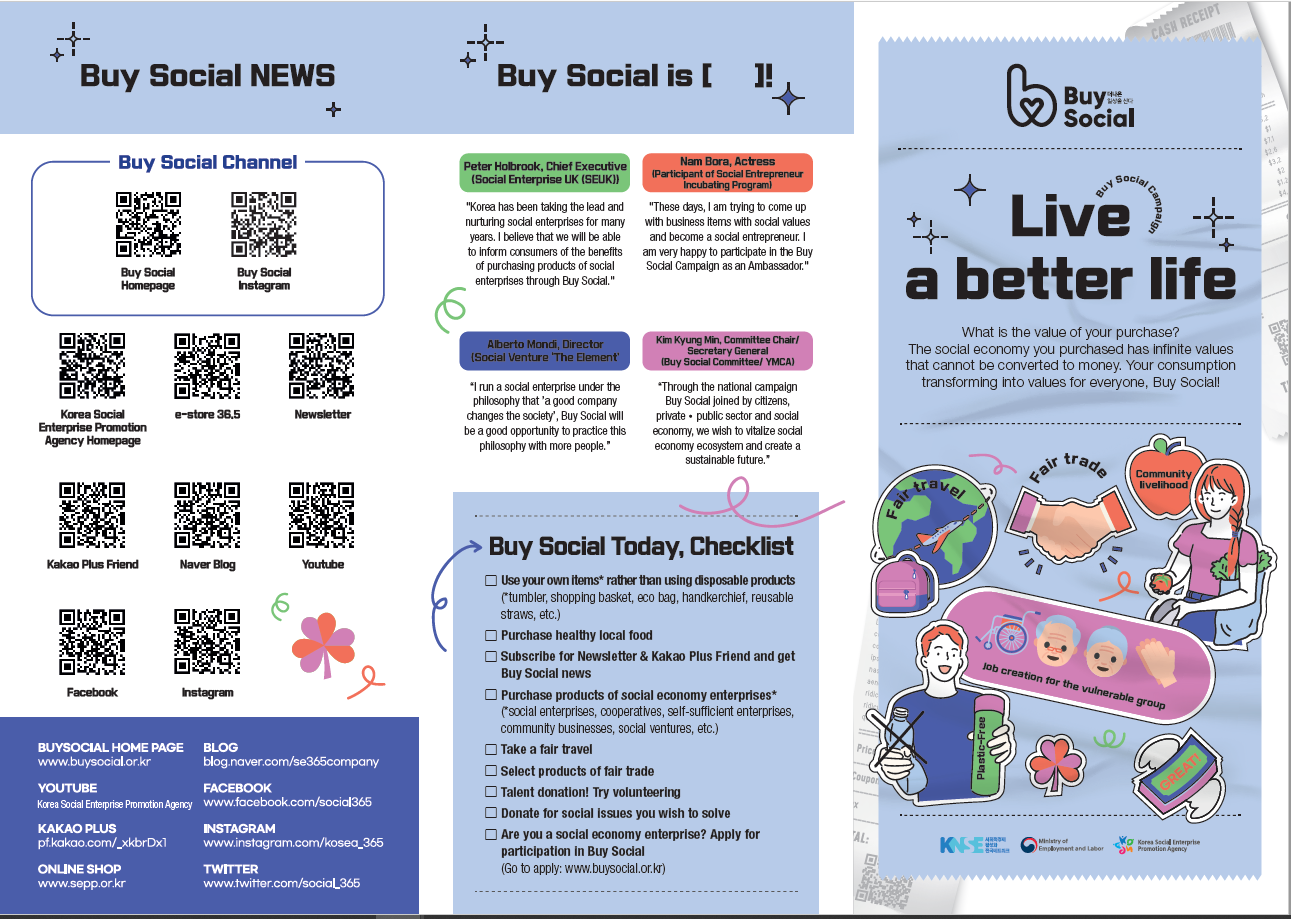 Buy Social NEWS
Buy Social Channel
Buy Social
Homepage
Buy Social
Instagram
Korea Social
Enterprise Promotion
Agency Homepage
e-store 36.5
Newsletter
Kakao Plus Friend
Naver Blog
Youtube
Facebook
Instagram
BUYSOCIAL HOME PAGE
www.buysocial.or.kr
YOUTUBE
Korea Social Enterprise Promotion Agency
KAKAO PLUS
pf.kakao.com/_xkbrDx1
ONLINE SHOP
www.sepp.or.kr
BLOG
blog.naver.com/se365company
FACEBOOK
www.facebook.com/social365
INSTAGRAM
www.instagram.com/kosea_365
TWITTER
www.twitter.com/social_365
Buy Social is [ ]!
Peter Holbrook, Chief Executive
(Social Enterprise UK (SEUK))
"Korea has been taking the lead and
nurturing social enterprises for many
years. I believe that we will be able
to inform consumers of the benefits
of purchasing products of social
enterprises through Buy Social."
Nam Bora, Actress
(Participant of Social Entrepreneur
Incubating Program)
"These days, I am trying to come up
with business items with social values
and become a social entrepreneur. I
am very happy to participate in the Buy
Social Campaign as an Ambassador."
Alberto Mondi, Director
(Social Venture 'The Element'
"I run a social enterprise under the
philosophy that 'a good company
changes the society', Buy Social will
be a good opportunity to practice this
philosophy with more people."
Kim Kyung Min, Committee Chair/
Secretary General
(Buy Social Committee/ YMCA)
"Through the national campaign
Buy Social joined by citizens,
private • public sector and social
economy, we wish to vitalize social
economy ecosystem and create a
sustainable future."
Buy Social Today, Checklist
Use your own items* rather than using disposable products
(*tumbler, shopping basket, eco bag, handkerchief, reusable
straws, etc.)
Purchase healthy local food
Subscribe for Newsletter & Kakao Plus Friend and get
Buy Social news
Purchase products of social economy enterprises*
(*social enterprises, cooperatives, self-sufficient enterprises,
community businesses, social ventures, etc.)
Take a fair travel
Select products of fair trade
Talent donation! Try volunteering
Donate for social issues you wish to solve
Are you a social economy enterprise? Apply for
participation in Buy Social
(Go to apply: www.buysocial.or.kr)
CASH RECEIPT
Buy 더나은
일상을 산다
Social
Buy Social Campaign
Live
a better life
What is the value of your purchase?
The social economy you purchased has infinite values
that cannot be converted to money. Your consumption
transforming into values for everyone, Buy Social!
Fair travel
Fair trade
Community
livelihood
Job creation for the vulnerable group
Plastic-Free
GREAT!
Ministry of
Employment and Labor
Korea Social Enterprise
Promotion Agency